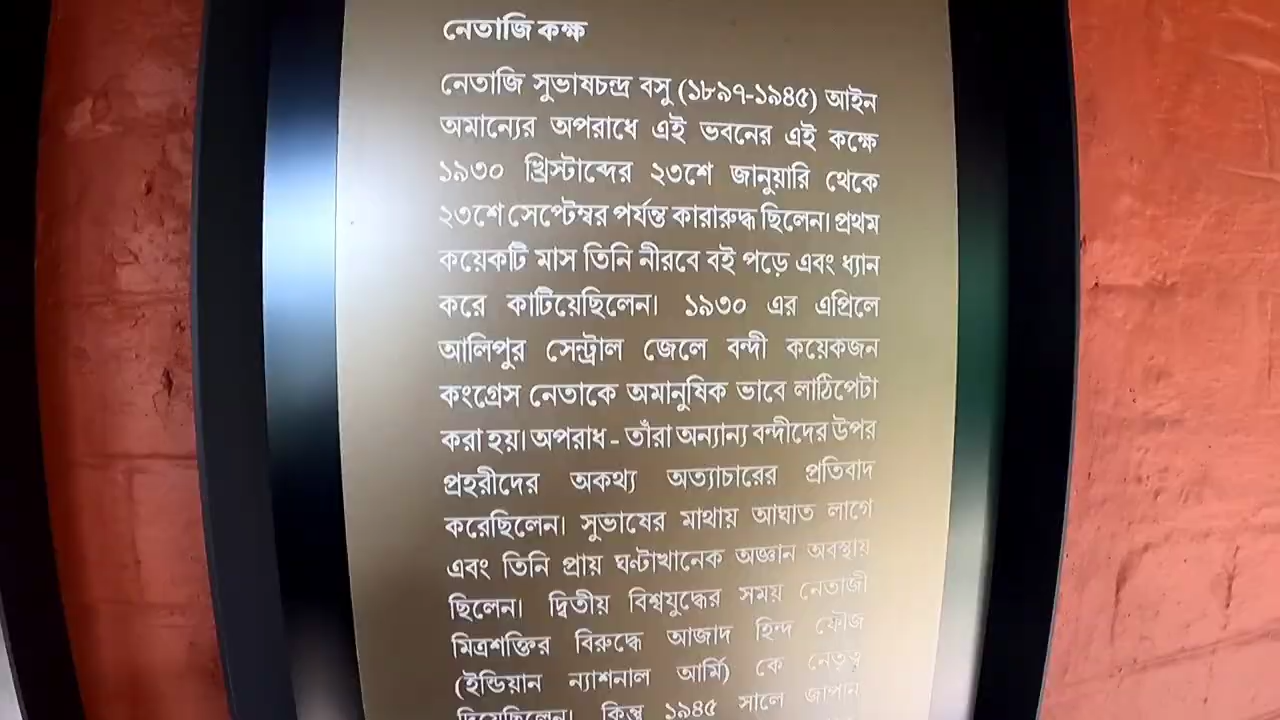 নেতাজি কক্ষ
নেতাজি সুভাষচন্দ্র বসু (১৮৯৭-১৯৪৫) আইন
অমান্যের অপরাধে এই ভবনের এই কক্ষে
১৯৩০ খ্রিস্টাব্দের ২৩শে জানুয়ারি থেকে
২৩শে সেপ্টেম্বর পর্যন্ত কারারুদ্ধ ছিলেন। প্রথম
কয়েকটি মাস তিনি নীরবে বই পড়ে এবং ধ্যান
করে কাটিয়েছিলেন। ১৯৩০ এর এপ্রিলে
আলিপুর সেন্ট্রাল জেলে বন্দী কয়েকজন
কংগ্রেস নেতাকে অমানুষিক ভাবে লাঠিপেটা
করা হয়। অপরাধ - তাঁরা অন্যান্য বন্দীদের উপর
প্রহরীদের অকথ্য অত্যাচারের প্রতিবাদ
করেছিলেন। সুভাষের মাথায় আঘাত লাগে
এবং তিনি প্রায় ঘণ্টাখানেক অজ্ঞান অবস্থায়
ছিলেন। দ্বিতীয় বিশ্বযুদ্ধের সময় নেতাজী
মিত্রশক্তির বিরুদ্ধে আজাদ হিন্দ ফৌজ
(ইন্ডিয়ান ন্যাশনাল আর্মি) কে নেতৃত্ব
দিয়েছিলেন। কিন্তু ১৯৪৫ সালে জাপান